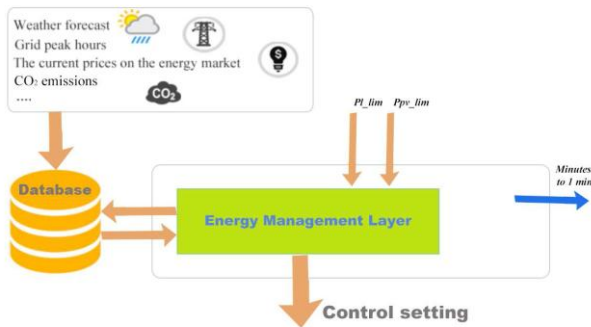 Weather forecast
Grid peak hours
The current prices on the energy market
$
CO₂ emissions
....
CO₂
Pl_lim Ppv_lim
Minutes
to 1 min
Database
Energy Management Layer
Control setting